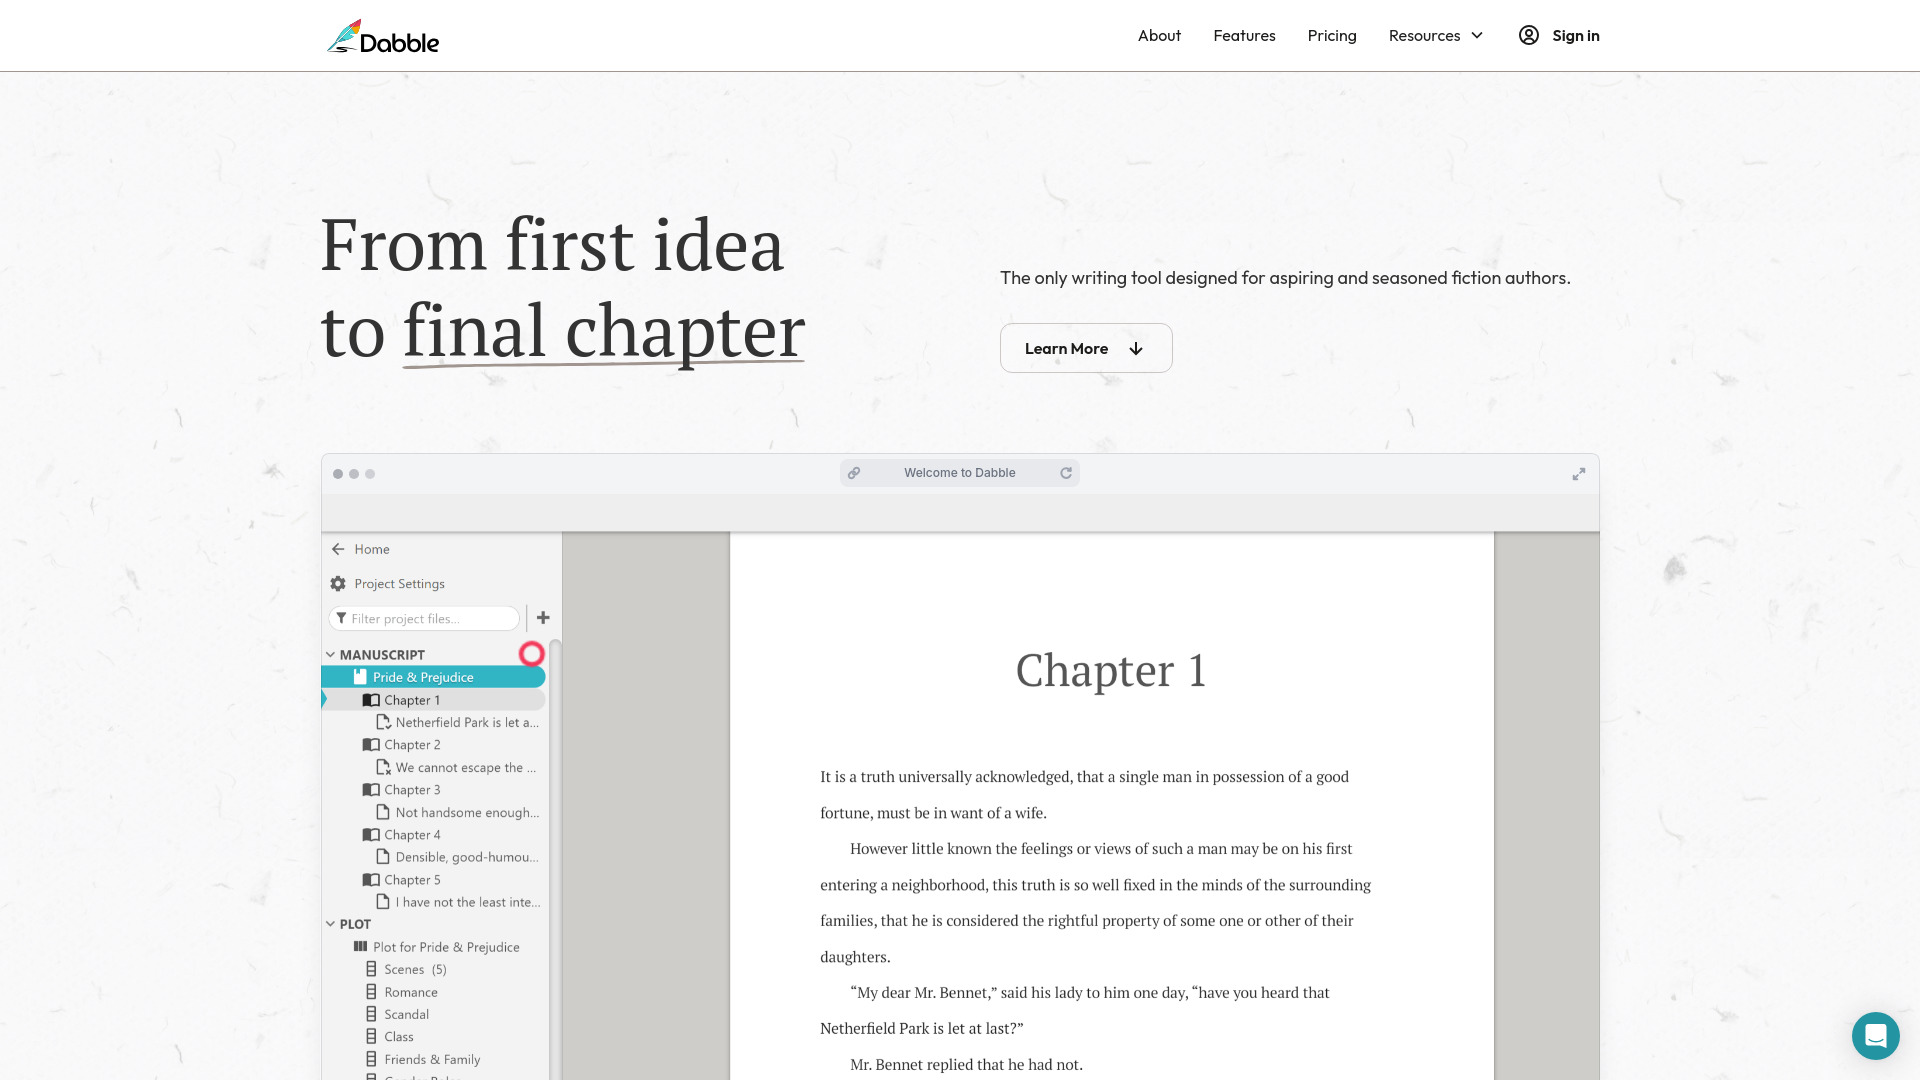 Dabble
About
Features
Pricing
Resources
Sign in
From first idea
to final chapter
The only writing tool designed for aspiring and seasoned fiction authors.
Learn More
Welcome to Dabble
Home
Project Settings
Filter project files...
MANUSCRIPT
Pride & Prejudice
Chapter 1
Netherfield Park is let a...
Chapter 2
We cannot escape the ...
Chapter 3
Not handsome enough...
Chapter 4
Densible, good-humou...
Chapter 5
I have not the least inte...
PLOT
Plot for Pride & Prejudice
Scenes (5)
Romance
Scandal
Class
Friends & Family
Chapter 1
It is a truth universally acknowledged, that a single man in possession of a good
fortune, must be in want of a wife.
However little known the feelings or views of such a man may be on his first
entering a neighborhood, this truth is so well fixed in the minds of the surrounding
families, that he is considered the rightful property of some one or other of their
daughters.
“My dear Mr. Bennet,” said his lady to him one day, “have you heard that
Netherfield Park is let at last?”
Mr. Bennet replied that he had not.